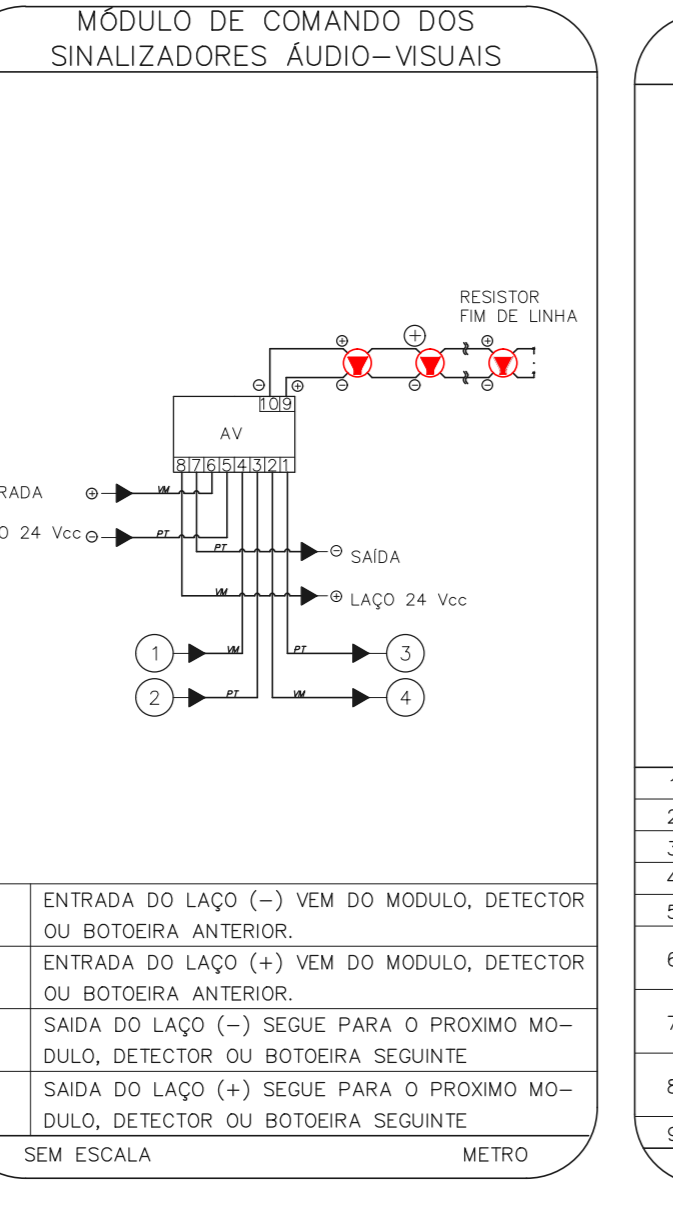 MÓDULO DE COMANDO DOS
SINALIZADORES ÁUDIO-VISUAIS
RESISTOR
FIM DE LINHA
10 9
AV
8 7 6 5 4 3 2 1
VM
24 Vcc
PT
PT
SAÍDA
VM
LAÇO 24 Vcc
1
VM
PT
3
2
PT
VM
4
ENTRADA DO LAÇO (-) VEM DO MODULO, DETECTOR
OU BOTOEIRA ANTERIOR.
ENTRADA DO LAÇO (+) VEM DO MODULO, DETECTOR
OU BOTOEIRA ANTERIOR.
SAIDA DO LAÇO (-) SEGUE PARA O PROXIMO MO-
DULO, DETECTOR OU BOTOEIRA SEGUINTE
SAIDA DO LAÇO (+) SEGUE PARA O PROXIMO MO-
DULO, DETECTOR OU BOTOEIRA SEGUINTE
SEM ESCALA METRO